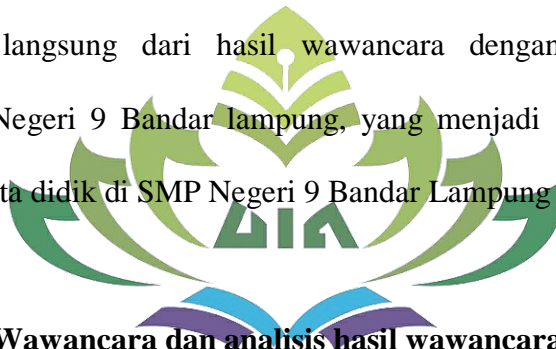 langsung dari hasil wawancara dengan
Negeri 9 Bandar lampung, yang menjadi
ta didik di SMP Negeri 9 Bandar Lampung
UIN
Wawancara dan analisis hasil wawancara